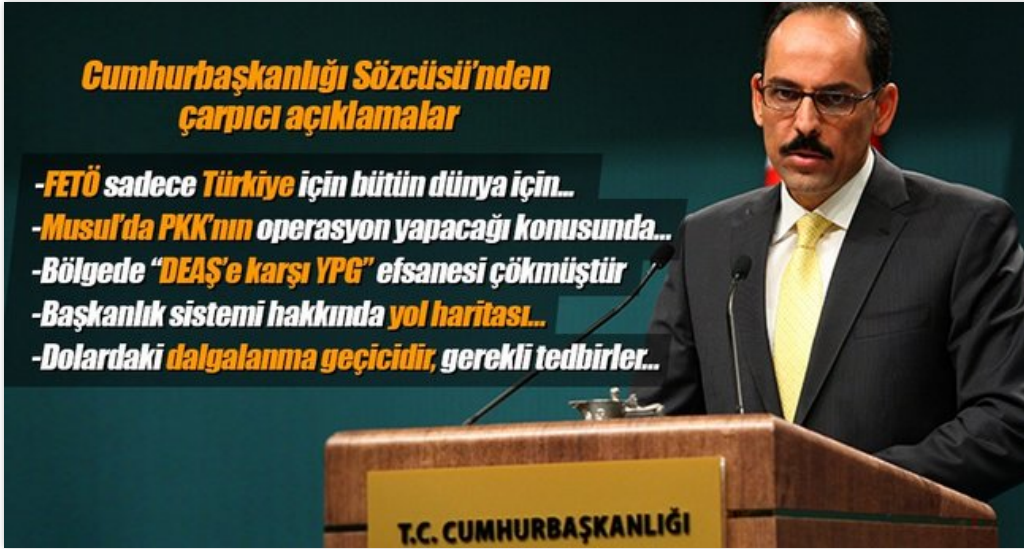 Cumhurbaşkanlığı Sözcüsü'nden
çarpıcı açıklamalar
-FETÖ sadece Türkiye için bütün dünya için...
-Musul'da PKK'nın operasyon yapacağı konusunda...
-Bölgede "DEAŞ'e karşı YPG" efsanesi çökmüştür
-Başkanlık sistemi hakkında yol haritası...
-Dolardaki dalgalanma geçicidir, gerekli tedbirler...
T.C. CUMHURBAŞKANLIĞI